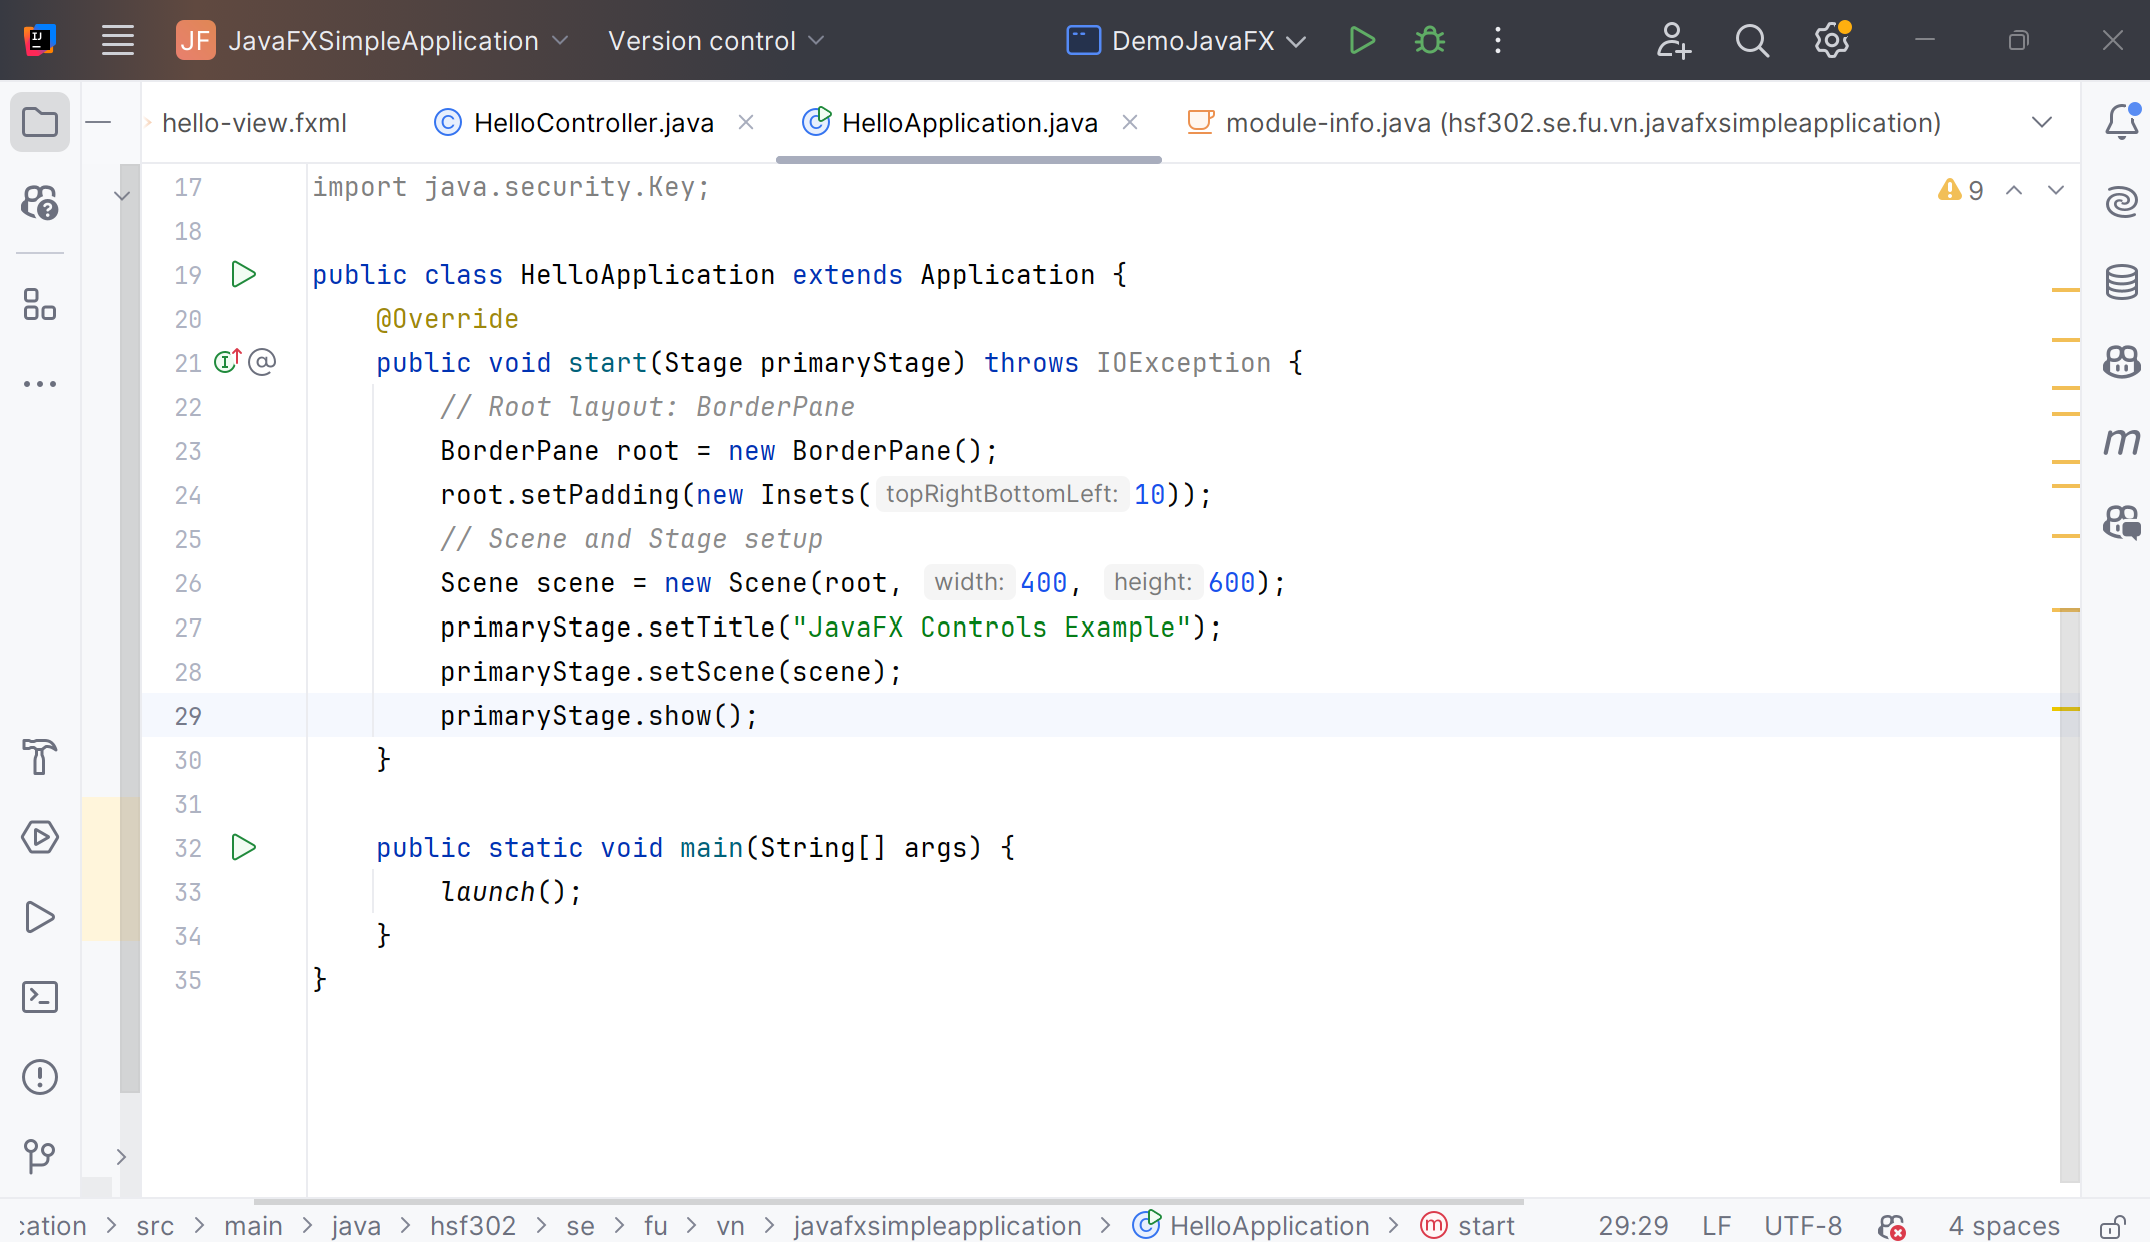 JF JavaFXSimpleApplication Version control DemoJavaFX
hello-view.fxml HelloController.java HelloApplication.java module-info.java (hsf302.se.fu.vn.javafxsimpleapplication)
17 import java.security.Key;
9
18
19 public class HelloApplication extends Application {
20 @Override
21 public void start(Stage primaryStage) throws IOException {
22 // Root layout: BorderPane
23 BorderPane root = new BorderPane();
24 root.setPadding(new Insets( topRightBottomLeft: 10));
25 // Scene and Stage setup
26 Scene scene = new Scene(root, width: 400, height: 600);
27 primaryStage.setTitle("JavaFX Controls Example");
28 primaryStage.setScene(scene);
29 primaryStage.show();
30 }
31
32 public static void main(String[] args) {
33 launch();
34 }
35 }
cation > src > main > java > hsf302 > se > fu > vn > javafxsimpleapplication > HelloApplication > start 29:29 LF UTF-8 4 spaces